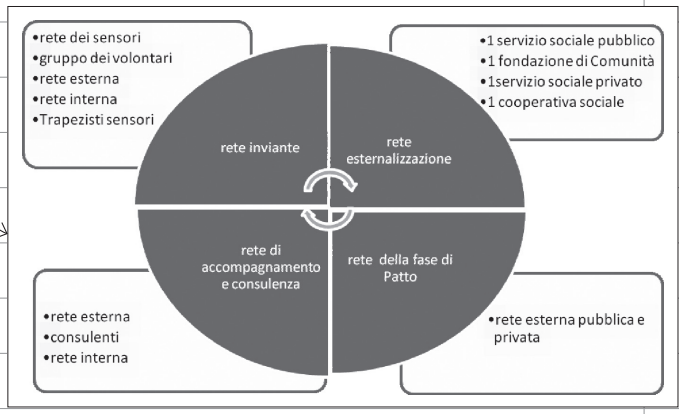 •rete dei sensori
•gruppo dei volontari
•rete esterna
•rete interna
•Trapezisti sensori
•1 servizio sociale pubblico
•1 fondazione di Comunità
•1servizio sociale privato
•1 cooperativa sociale
rete inviante
rete
esternalizzazione
rete di
accompagnamento
e consulenza
rete della fase di
Patto
•rete esterna
•consulenti
•rete interna
•rete esterna pubblica e
privata